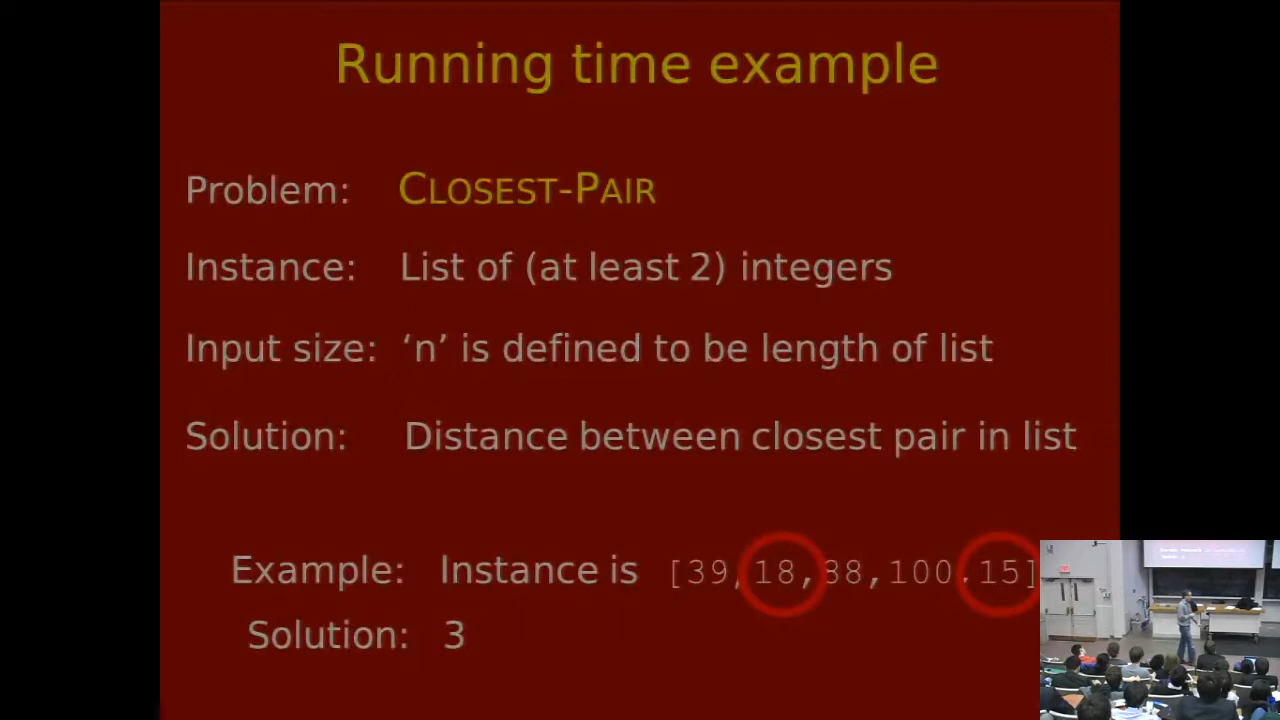 Running time example
Problem: CLOSEST-PAIR
Instance: List of (at least 2) integers
Input size: ‘n’ is defined to be length of list
Solution: Distance between closest pair in list
Example: Instance is [39,18,88,100,15]
Solution: 3